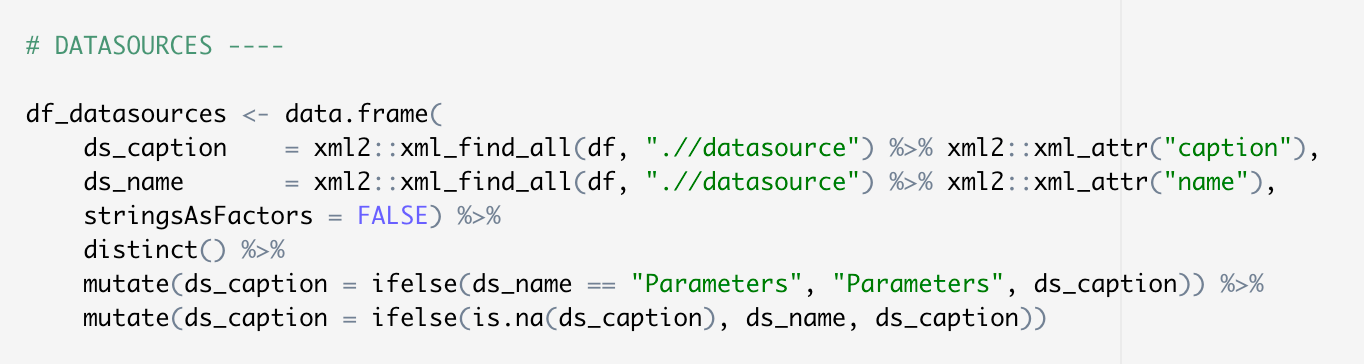 # DATASOURCES ----
df_datasources <- data.frame(
    ds_caption    = xml2::xml_find_all(df, ".//datasource") %>% xml2::xml_attr("caption"),
    ds_name       = xml2::xml_find_all(df, ".//datasource") %>% xml2::xml_attr("name"),
    stringsAsFactors = FALSE) %>%
    distinct() %>%
    mutate(ds_caption = ifelse(ds_name == "Parameters", "Parameters", ds_caption)) %>%
    mutate(ds_caption = ifelse(is.na(ds_caption), ds_name, ds_caption))